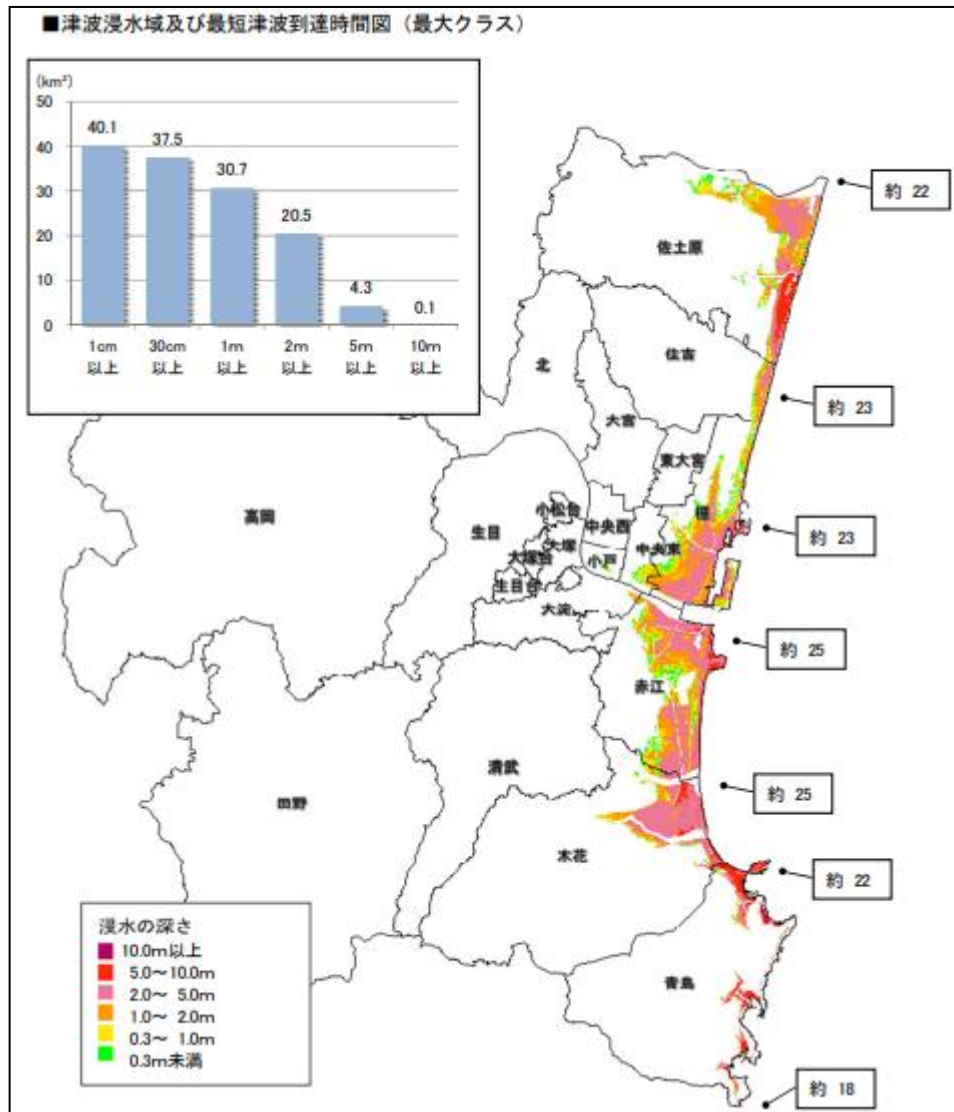 ■津波浸水域及び最短津波到達時間図（最大クラス）
(km²)
50
40
30
20
10
0
40.1
37.5
30.7
20.5
4.3
0.1
1cm
以上
30cm
以上
1m
以上
2m
以上
5m
以上
10m
以上
約 22
佐土原
住吉
北
約 23
大宮
東大宮
檍
約 23
高岡
生目
小松台
中央西
大塚
中央東
大塚台
小戸
生目台
大淀
約 25
赤江
清武
約 25
田野
木花
約 22
青島
約 18
浸水の深さ
10.0m以上
5.0～10.0m
2.0～ 5.0m
1.0～ 2.0m
0.3～ 1.0m
0.3m未満